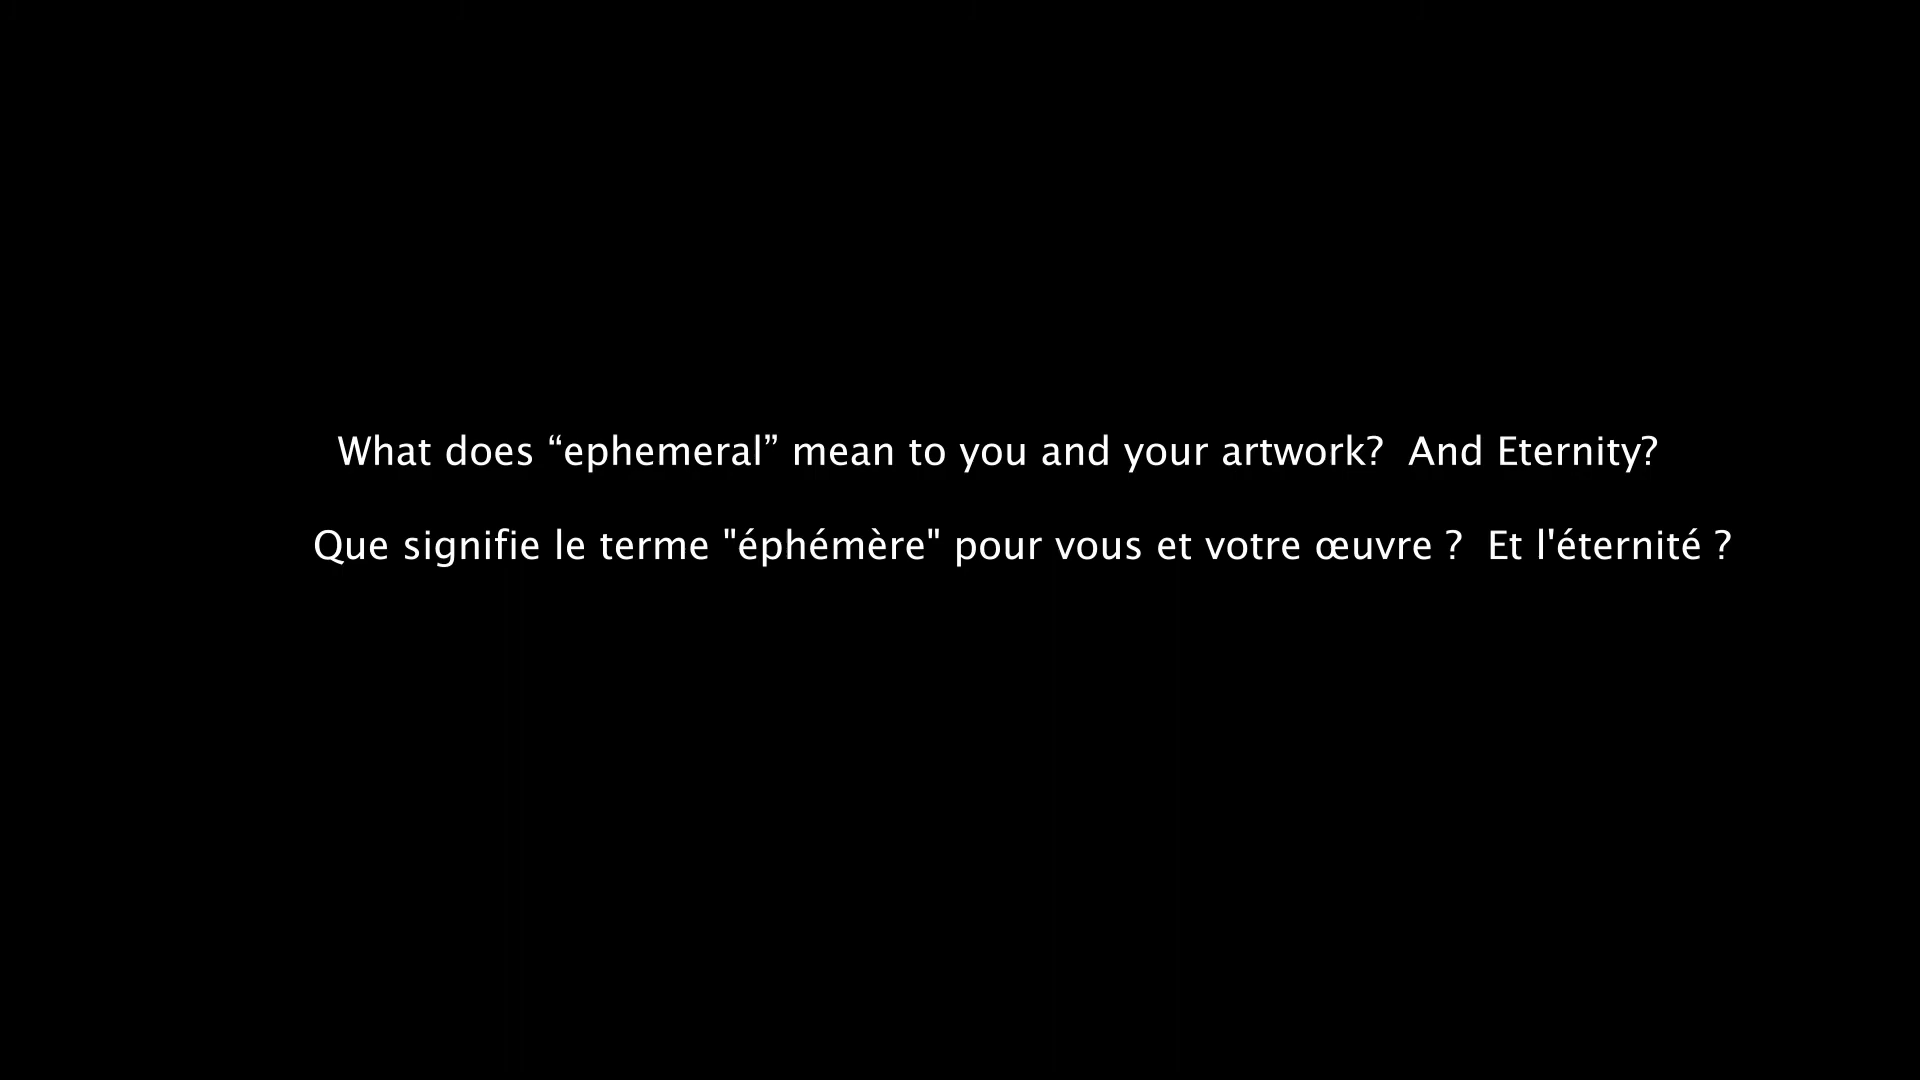 What does “ephemeral” mean to you and your artwork?  And Eternity?
Que signifie le terme "éphémère" pour vous et votre œuvre ?  Et l'éternité ?